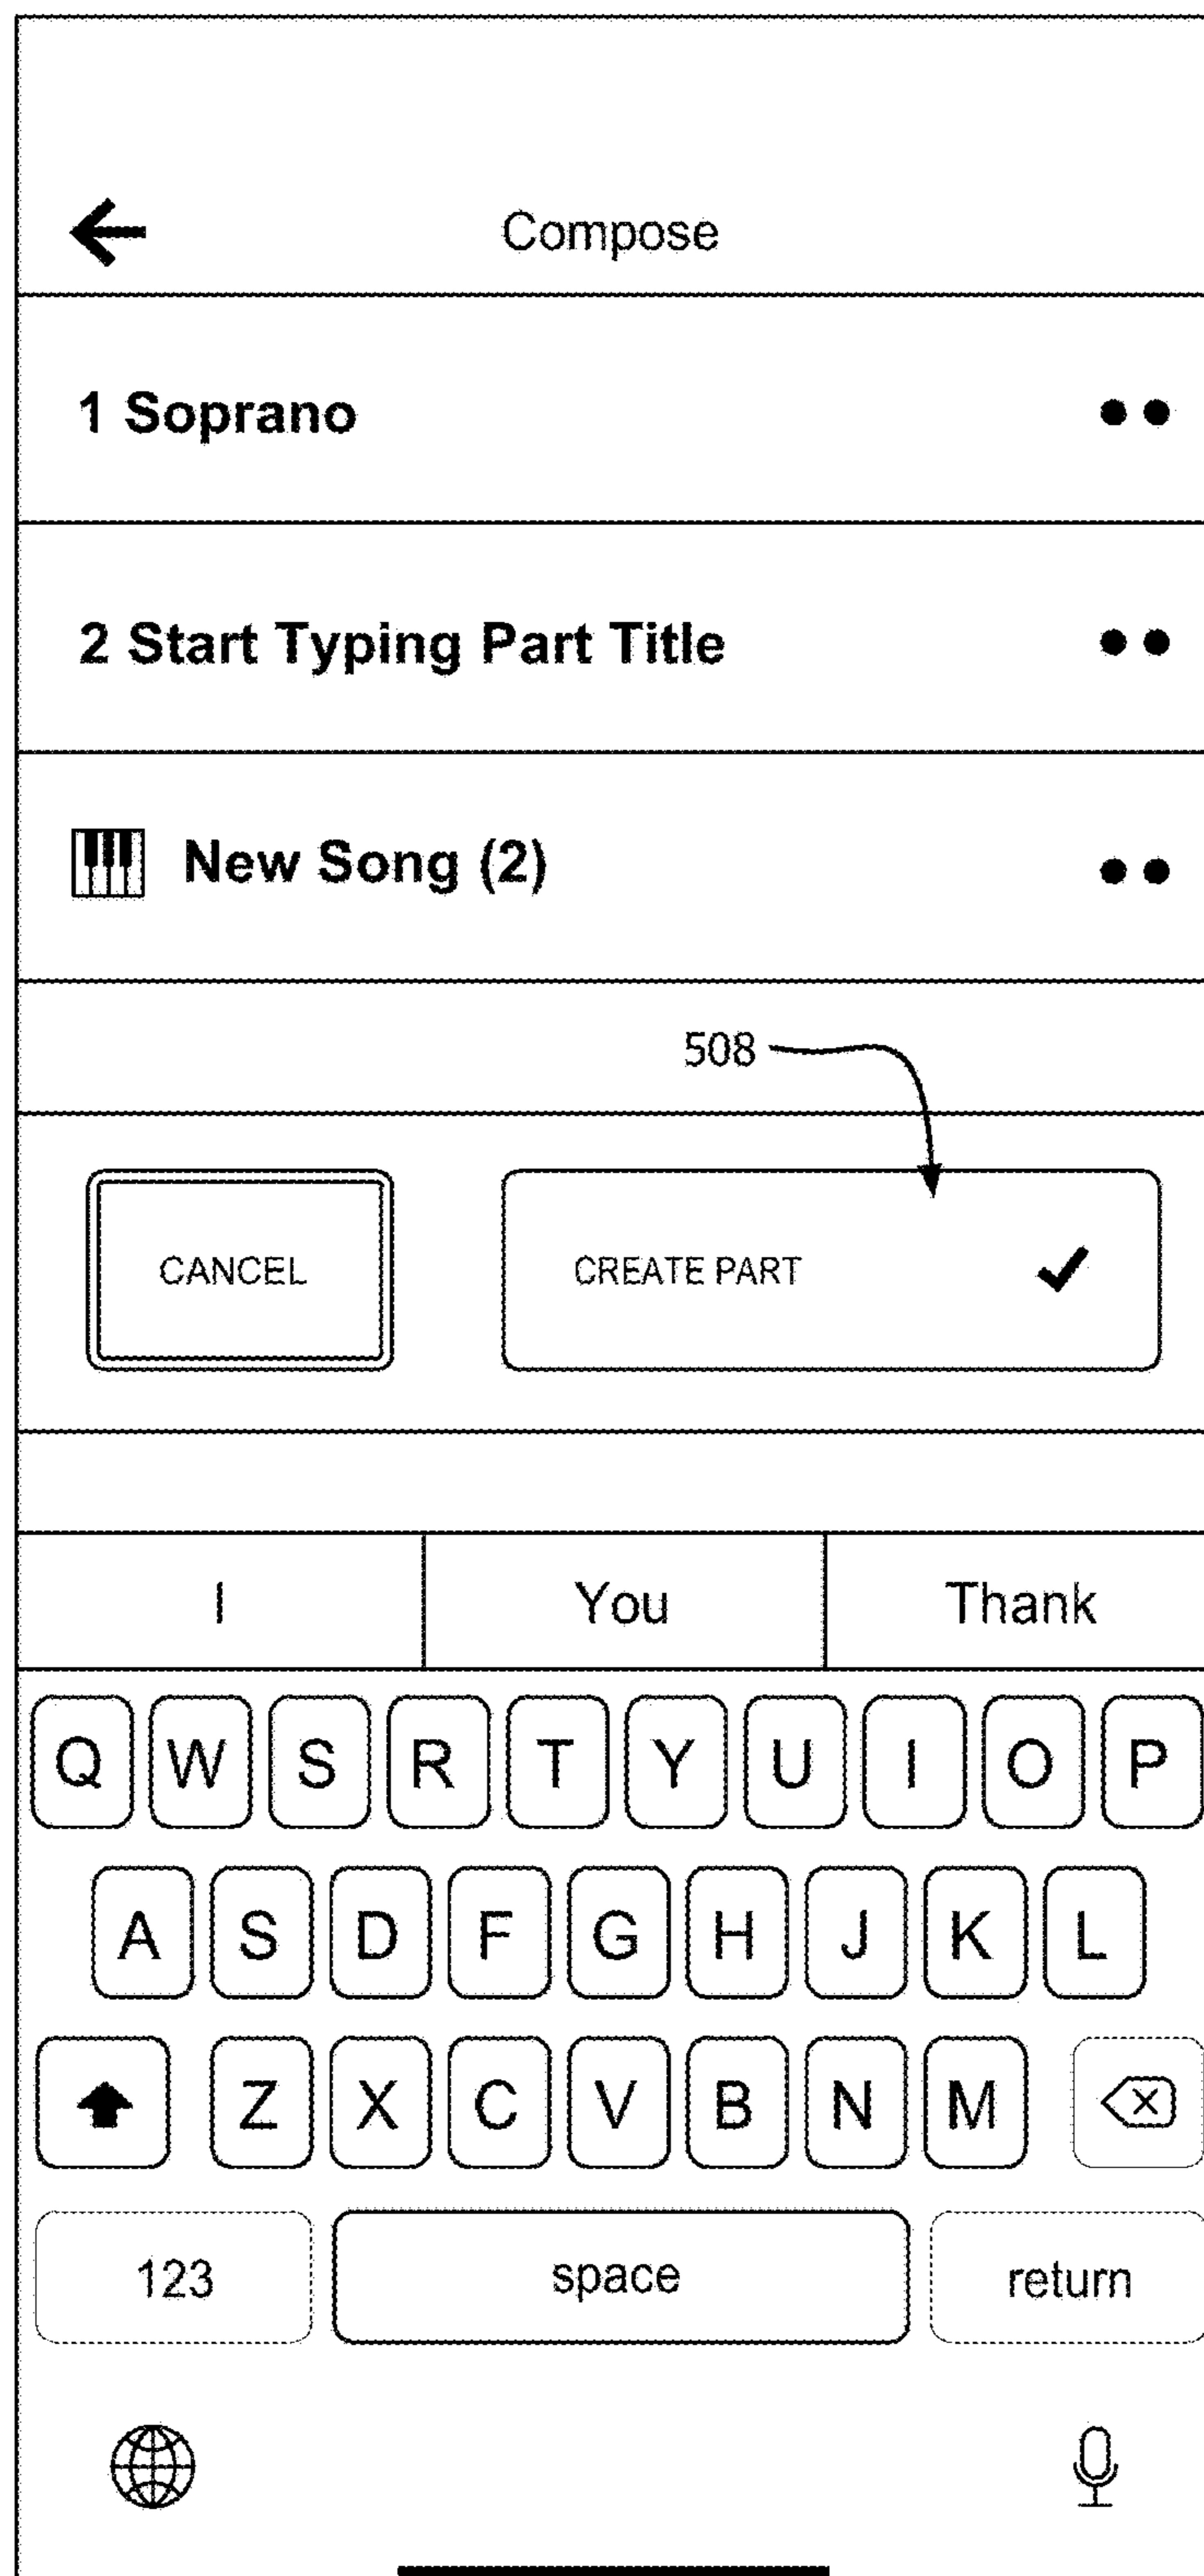 Compose
1 Soprano
2 Start Typing Part Title
New Song (2)
508
CANCEL CREATE PART
I You Thank
Q W S R T Y U I O P
A S D F G H J K L
Z X C V B N M
123 space return